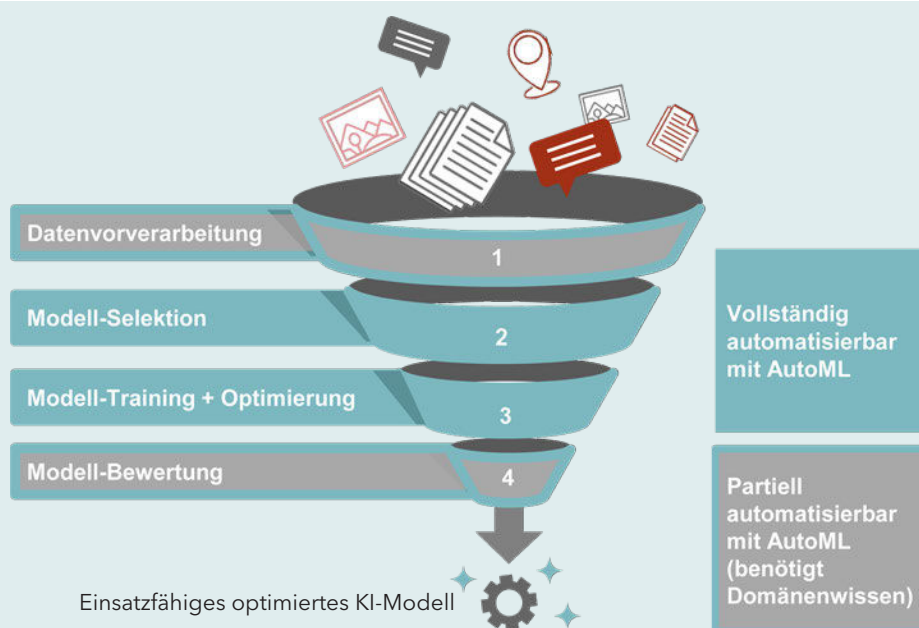 Datenvorverarbeitung
1
Modell-Selektion
2
Modell-Training + Optimierung
3
Modell-Bewertung
4
Einsatzfähiges optimiertes KI-Modell
Vollständig
automatisierbar
mit AutoML
Partiell
automatisierbar
mit AutoML
(benötigt
Domänenwissen)